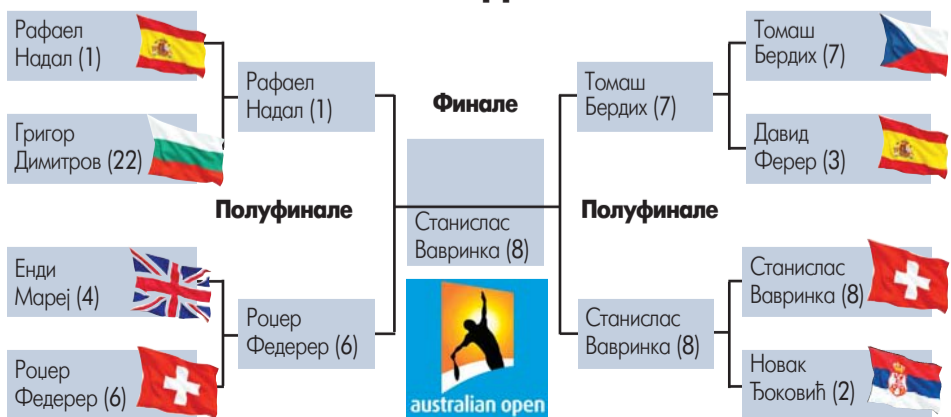 Рафаел
Надал (1)
Григор
Димитров (22)
Рафаел
Надал (1)
Полуфинале
Енди
Мареј (4)
Роџер
Федерер (6)
Роџер
Федерер (6)
Финале
Станислас
Вавринка (8)
australian open
Томаш
Бердих (7)
Томаш
Бердих (7)
Давид
Ферер (3)
Полуфинале
Станислас
Вавринка (8)
Станислас
Вавринка (8)
Новак
Ђоковић (2)